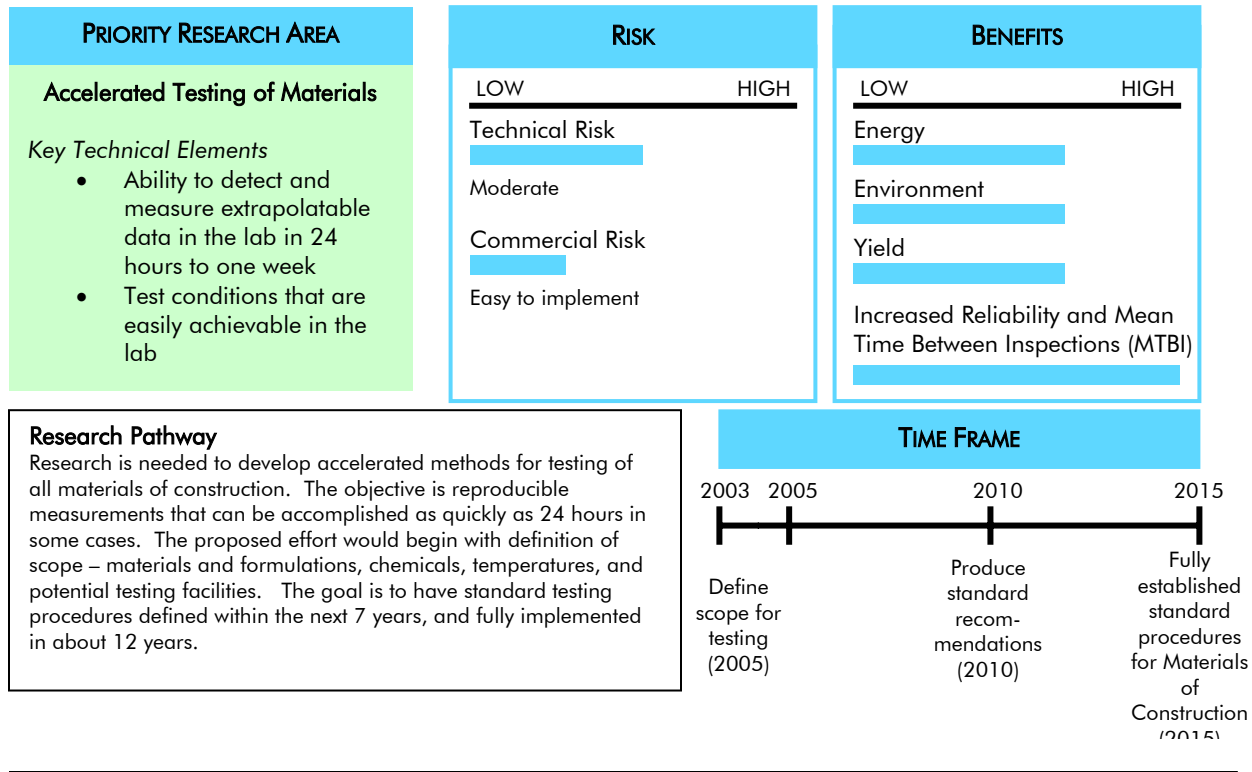 PRIORITY RESEARCH AREA
Accelerated Testing of Materials
Key Technical Elements
• Ability to detect and
measure extrapolatable
data in the lab in 24
hours to one week
• Test conditions that are
easily achievable in the
lab
RISK
LOW HIGH
Technical Risk
Moderate
Commercial Risk
Easy to implement
BENEFITS
LOW HIGH
Energy
Environment
Yield
Increased Reliability and Mean
Time Between Inspections (MTBI)
Research Pathway
Research is needed to develop accelerated methods for testing of
all materials of construction. The objective is reproducible
measurements that can be accomplished as quickly as 24 hours in
some cases. The proposed effort would begin with definition of
scope – materials and formulations, chemicals, temperatures, and
potential testing facilities. The goal is to have standard testing
procedures defined within the next 7 years, and fully implemented
in about 12 years.
TIME FRAME
2003 2005 2010 2015
Define
scope for
testing
(2005)
Produce
standard
recom-
mendations
(2010)
Fully
established
standard
procedures
for Materials
of
Construction
(2015)